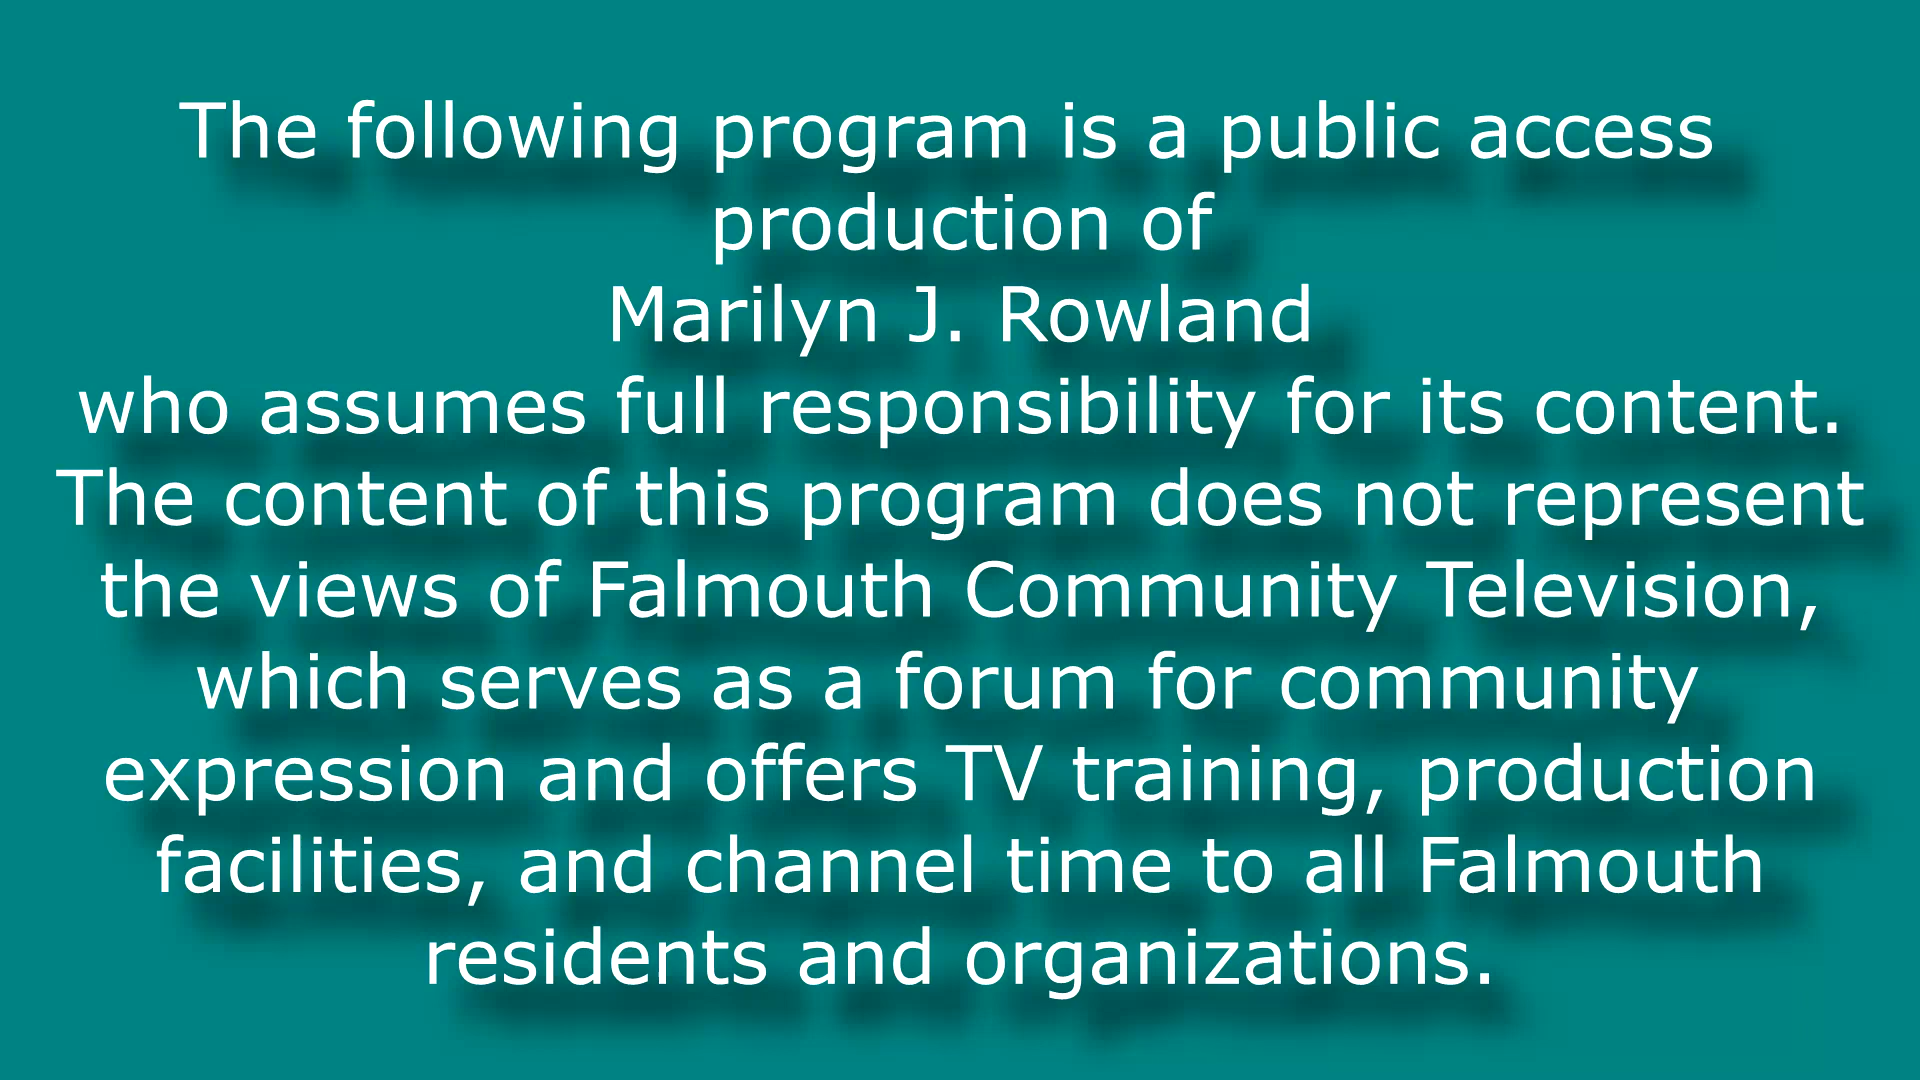 The following program is a public access
production of
Marilyn J. Rowland
who assumes full responsibility for its content.
The content of this program does not represent
the views of Falmouth Community Television,
which serves as a forum for community
expression and offers TV training, production
facilities, and channel time to all Falmouth
residents and organizations.